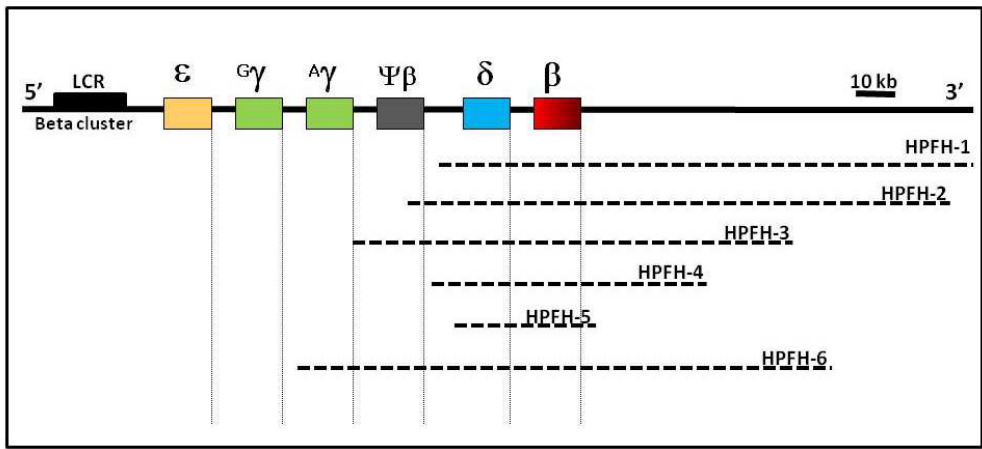 ε Gγ Aγ Ψβ δ β
5’ LCR 10 kb 3’
Beta cluster
HPFH-1
HPFH-2
HPFH-3
HPFH-4
HPFH-5
HPFH-6